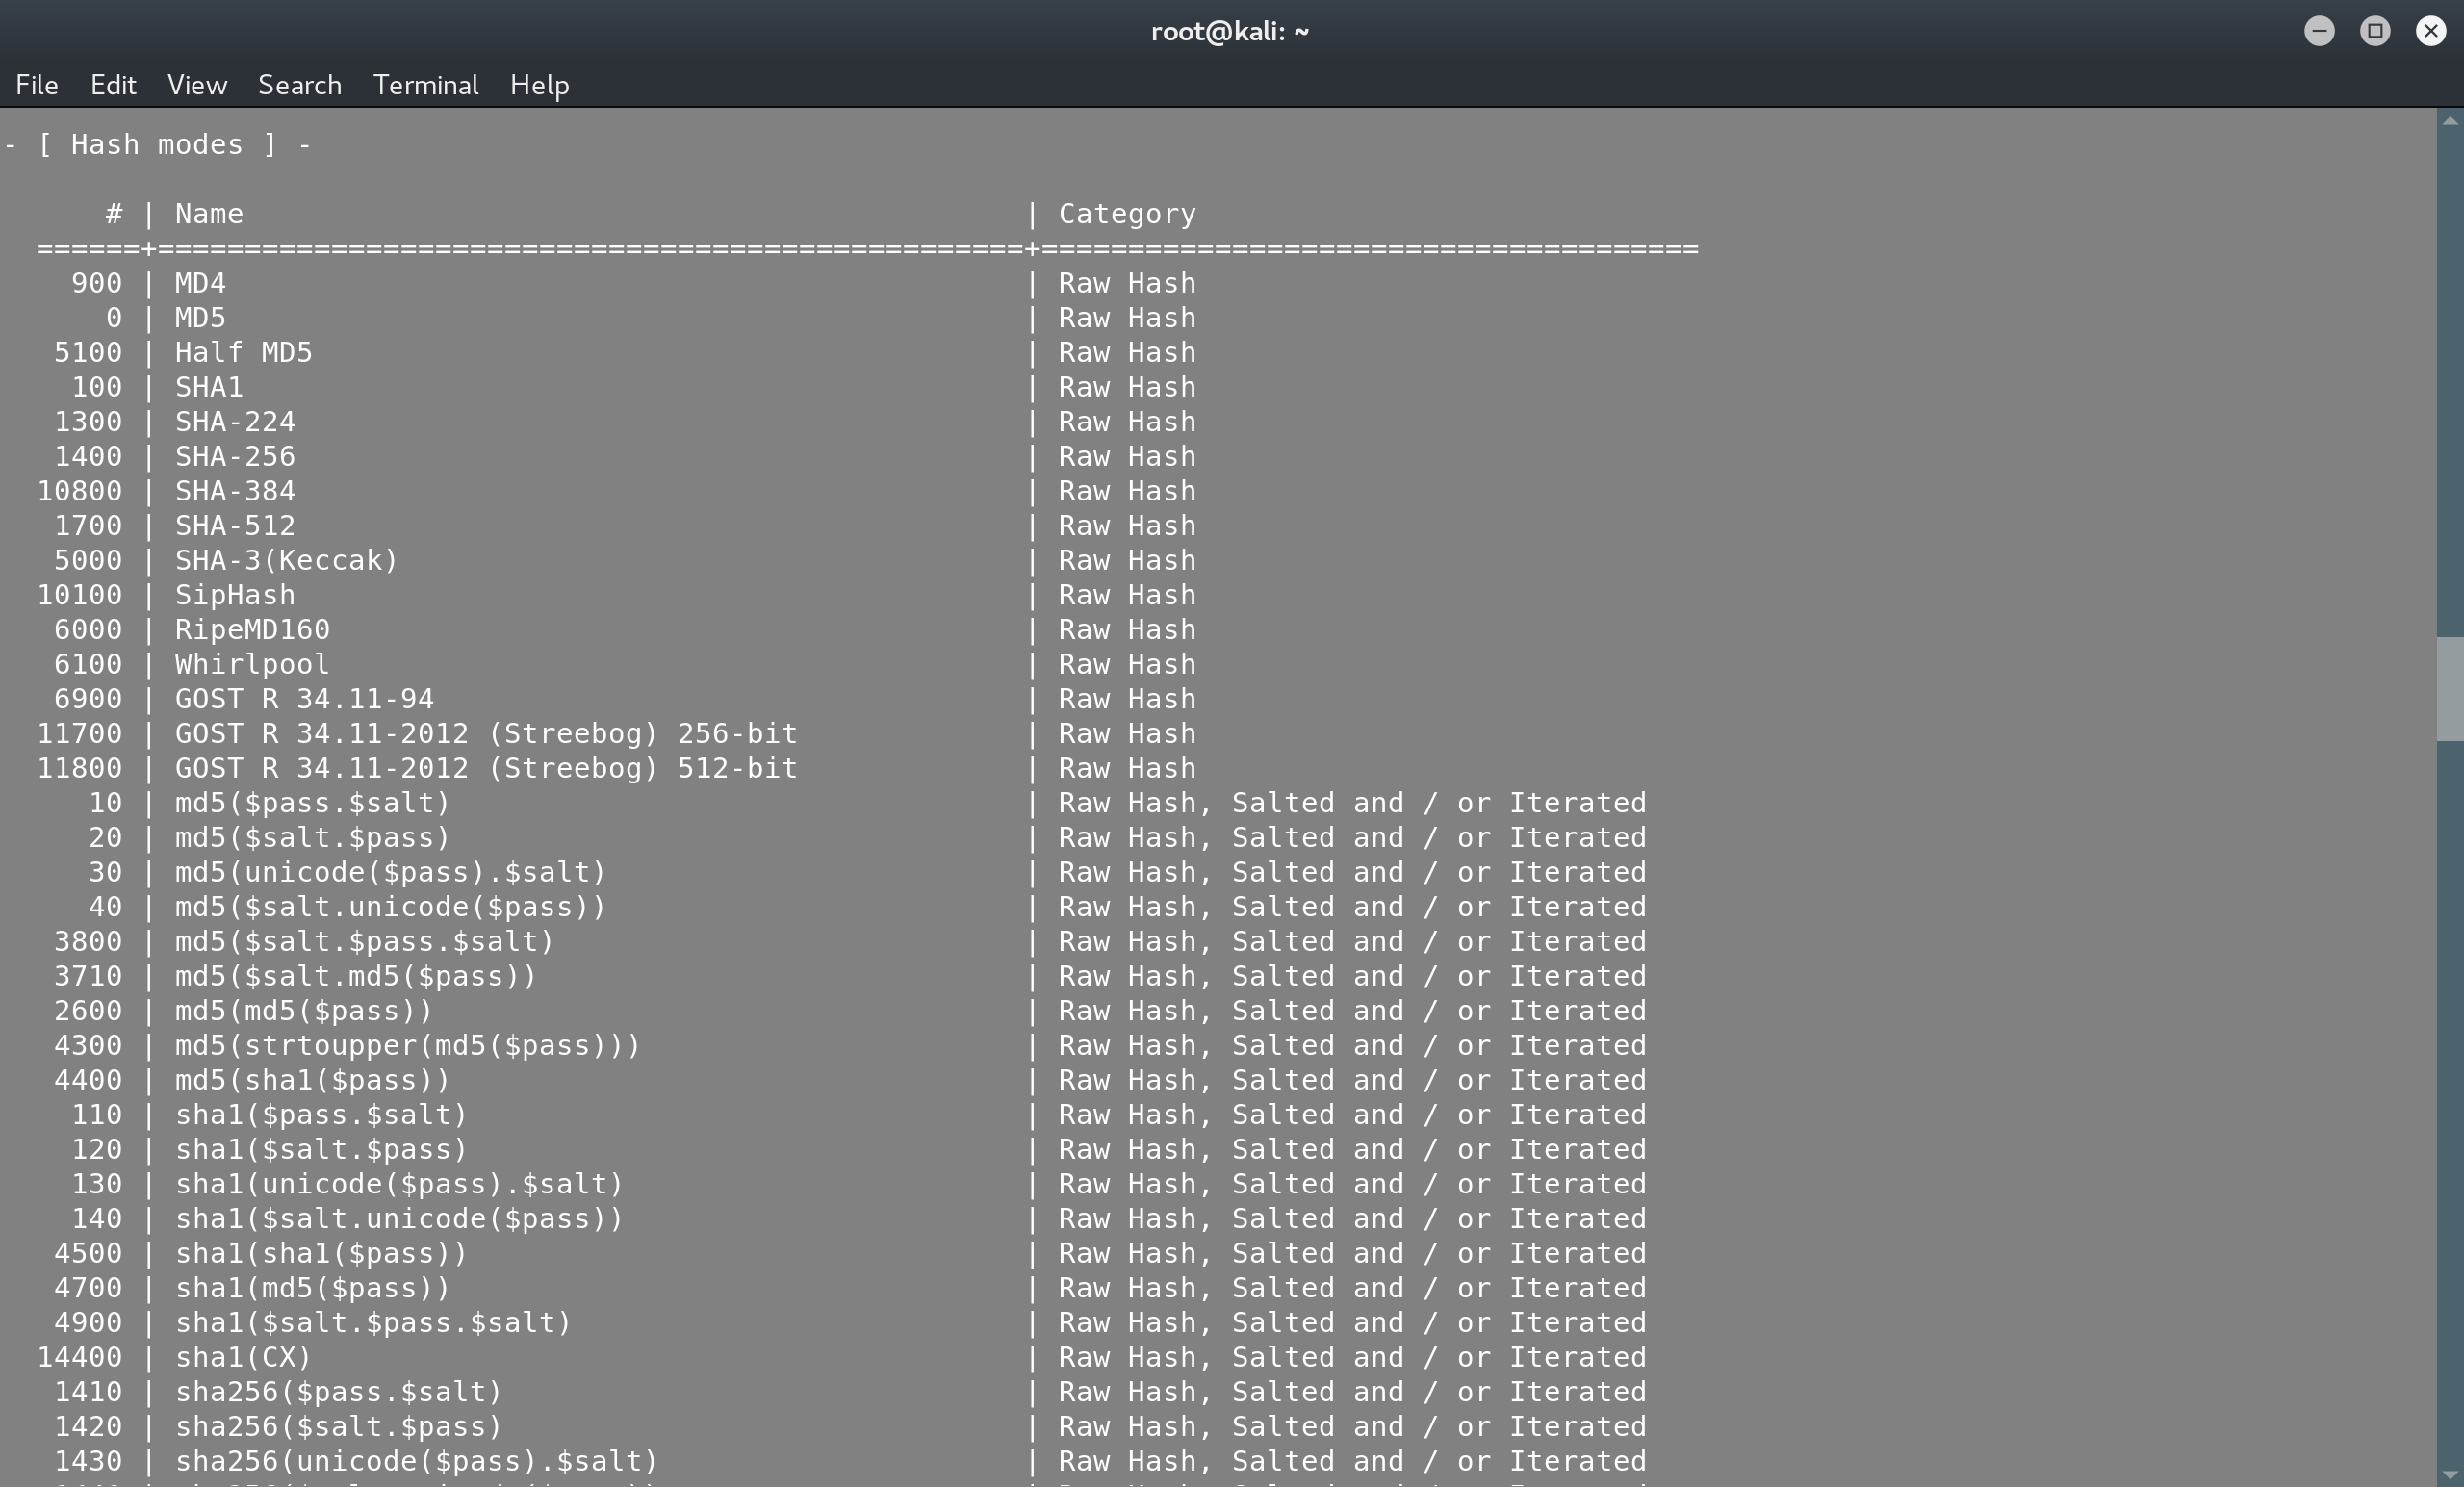 root@kali: ~
File Edit View Search Terminal Help
- [ Hash modes ] -
# | Name | Category
======+==================================================+======================================
900 | MD4 | Raw Hash
0 | MD5 | Raw Hash
5100 | Half MD5 | Raw Hash
100 | SHA1 | Raw Hash
1300 | SHA-224 | Raw Hash
1400 | SHA-256 | Raw Hash
10800 | SHA-384 | Raw Hash
1700 | SHA-512 | Raw Hash
5000 | SHA-3(Keccak) | Raw Hash
10100 | SipHash | Raw Hash
6000 | RipeMD160 | Raw Hash
6100 | Whirlpool | Raw Hash
6900 | GOST R 34.11-94 | Raw Hash
11700 | GOST R 34.11-2012 (Streebog) 256-bit | Raw Hash
11800 | GOST R 34.11-2012 (Streebog) 512-bit | Raw Hash
10 | md5($pass.$salt) | Raw Hash, Salted and / or Iterated
20 | md5($salt.$pass) | Raw Hash, Salted and / or Iterated
30 | md5(unicode($pass).$salt) | Raw Hash, Salted and / or Iterated
40 | md5($salt.unicode($pass)) | Raw Hash, Salted and / or Iterated
3800 | md5($salt.$pass.$salt) | Raw Hash, Salted and / or Iterated
3710 | md5($salt.md5($pass)) | Raw Hash, Salted and / or Iterated
2600 | md5(md5($pass)) | Raw Hash, Salted and / or Iterated
4300 | md5(strtoupper(md5($pass))) | Raw Hash, Salted and / or Iterated
4400 | md5(sha1($pass)) | Raw Hash, Salted and / or Iterated
110 | sha1($pass.$salt) | Raw Hash, Salted and / or Iterated
120 | sha1($salt.$pass) | Raw Hash, Salted and / or Iterated
130 | sha1(unicode($pass).$salt) | Raw Hash, Salted and / or Iterated
140 | sha1($salt.unicode($pass)) | Raw Hash, Salted and / or Iterated
4500 | sha1(sha1($pass)) | Raw Hash, Salted and / or Iterated
4700 | sha1(md5($pass)) | Raw Hash, Salted and / or Iterated
4900 | sha1($salt.$pass.$salt) | Raw Hash, Salted and / or Iterated
14400 | sha1(CX) | Raw Hash, Salted and / or Iterated
1410 | sha256($pass.$salt) | Raw Hash, Salted and / or Iterated
1420 | sha256($salt.$pass) | Raw Hash, Salted and / or Iterated
1430 | sha256(unicode($pass).$salt) | Raw Hash, Salted and / or Iterated